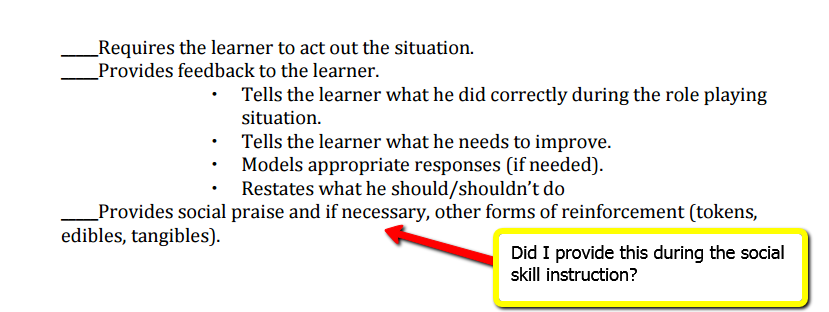 _____Requires the learner to act out the situation.
_____Provides feedback to the learner.
• Tells the learner what he did correctly during the role playing
situation.
• Tells the learner what he needs to improve.
• Models appropriate responses (if needed).
• Restates what he should/shouldn’t do
_____Provides social praise and if necessary, other forms of reinforcement (tokens,
edibles, tangibles).
Did I provide this during the social
skill instruction?